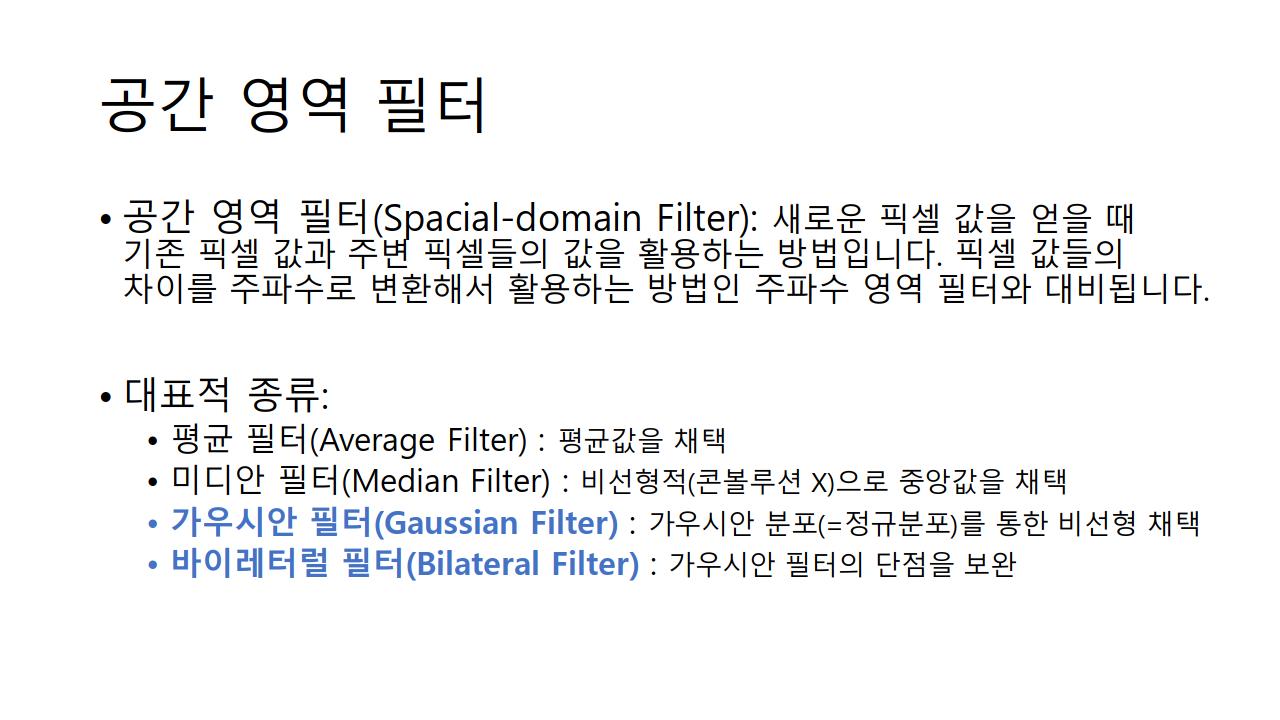 공간 영역 필터
• 공간 영역 필터(Spacial-domain Filter): 새로운 픽셀 값을 얻을 때
기존 픽셀 값과 주변 픽셀들의 값을 활용하는 방법입니다. 픽셀 값들의
차이를 주파수로 변환해서 활용하는 방법인 주파수 영역 필터와 대비됩니다.
• 대표적 종류:
• 평균 필터(Average Filter) : 평균값을 채택
• 미디안 필터(Median Filter) : 비선형적(콘볼루션 X)으로 중앙값을 채택
• 가우시안 필터(Gaussian Filter) : 가우시안 분포(=정규분포)를 통한 비선형 채택
• 바이레터럴 필터(Bilateral Filter) : 가우시안 필터의 단점을 보완